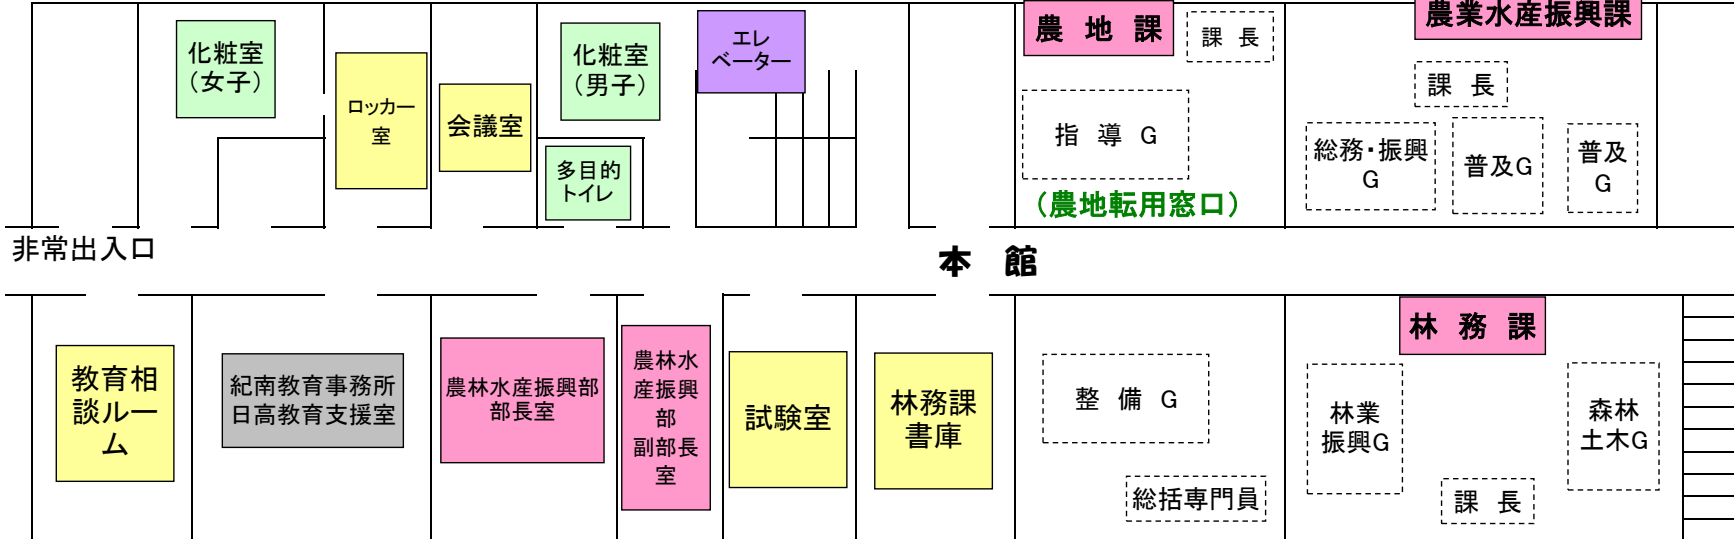 化粧室
(女子)
ロッカー
室
会議室
化粧室
(男子)
多目的
トイレ
エレ
ベーター
農 地 課
課 長
指 導 G
(農地転用窓口)
農業水産振興課
課 長
総務・振興
G
普及G
普及
G
非常出入口
本 館
教育相
談ルー
ム
紀南教育事務所
日高教育支援室
農林水産振興部
部長室
農林水
産振興
部
副部長
室
試験室
林務課
書庫
整 備 G
総括専門員
林 務 課
林業
振興G
課 長
森林
土木G